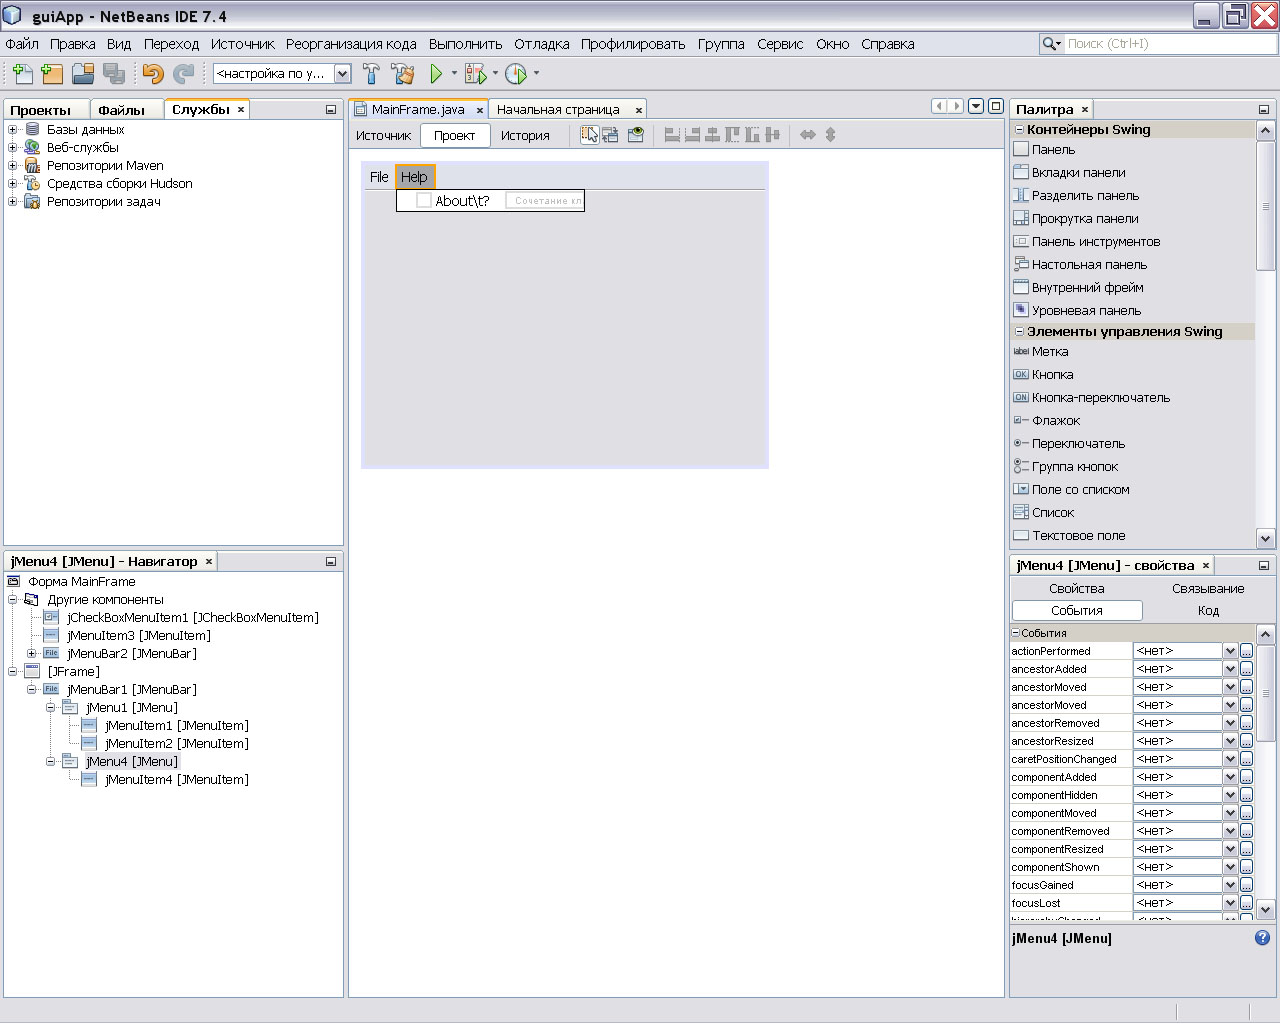 guiApp - NetBeans IDE 7.4
Файл Правка Вид Переход Источник Реорганизация кода Выполнить Отладка Профилировать Группа Сервис Окно Справка
Поиск (Ctrl+I)
<настройка по у...
Проекты Файлы Службы
Базы данных
Веб-службы
Репозитории Maven
Средства сборки Hudson
Репозитории задач
jMenu4 [JMenu] - Навигатор
Форма MainFrame
Другие компоненты
jCheckBoxMenuItem1 [JCheckBoxMenuItem]
jMenuItem3 [JMenuItem]
jMenuBar2 [JMenuBar]
[JFrame]
jMenuBar1 [JMenuBar]
jMenu1 [JMenu]
jMenuItem1 [JMenuItem]
jMenuItem2 [JMenuItem]
jMenu4 [JMenu]
jMenuItem4 [JMenuItem]
MainFrame.java Начальная страница
Источник Проект История
File Help
About\t? Сочетание кл
Палитра
Контейнеры Swing
Панель
Вкладки панели
Разделить панель
Прокрутка панели
Панель инструментов
Настольная панель
Внутренний фрейм
Уровневая панель
Элементы управления Swing
label Метка
OK Кнопка
ON Кнопка-переключатель
Флажок
Переключатель
Группа кнопок
Поле со списком
Список
Текстовое поле
jMenu4 [JMenu] - свойства
Свойства Связывание
События Код
События
actionPerformed <нет>
ancestorAdded <нет>
ancestorMoved <нет>
ancestorMoved <нет>
ancestorRemoved <нет>
ancestorResized <нет>
caretPositionChanged <нет>
componentAdded <нет>
componentHidden <нет>
componentMoved <нет>
componentRemoved <нет>
componentResized <нет>
componentShown <нет>
focusGained <нет>
focusLost <нет>
jMenu4 [JMenu]